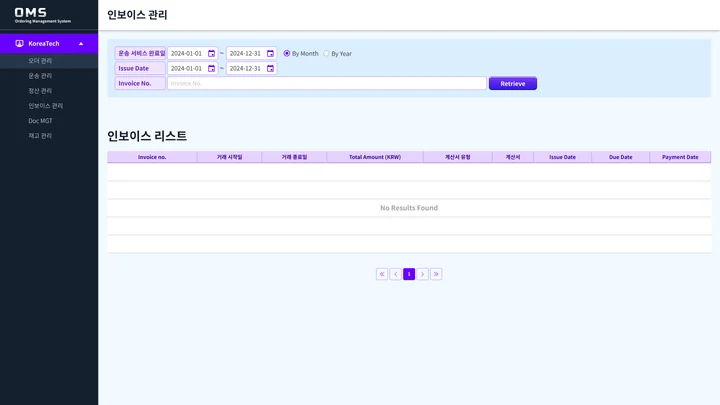 OMS
Ordering Management System
KoreaTech
오더 관리
운송 관리
정산 관리
인보이스 관리
Doc MGT
재고 관리
인보이스 관리
운송 서비스 완료일 2024-01-01 ~ 2024-12-31 By Month By Year
Issue Date 2024-01-01 ~ 2024-12-31
Invoice No. Invoice No. Retrieve
인보이스 리스트
Invoice no. 거래 시작일 거래 종료일 Total Amount (KRW) 계산서 유형 계산서 Issue Date Due Date Payment Date
No Results Found
« ‹ 1 › »